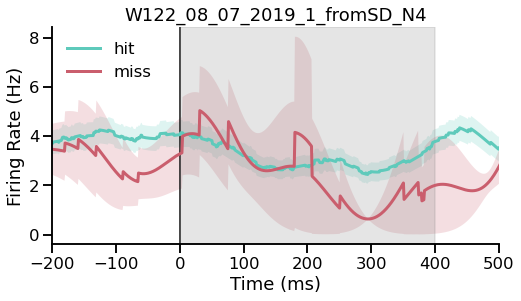 W122_08_07_2019_1_fromSD_N4
hit
miss
Firing Rate (Hz)
8
6
4
2
0
−200 −100 0 100 200 300 400 500
Time (ms)